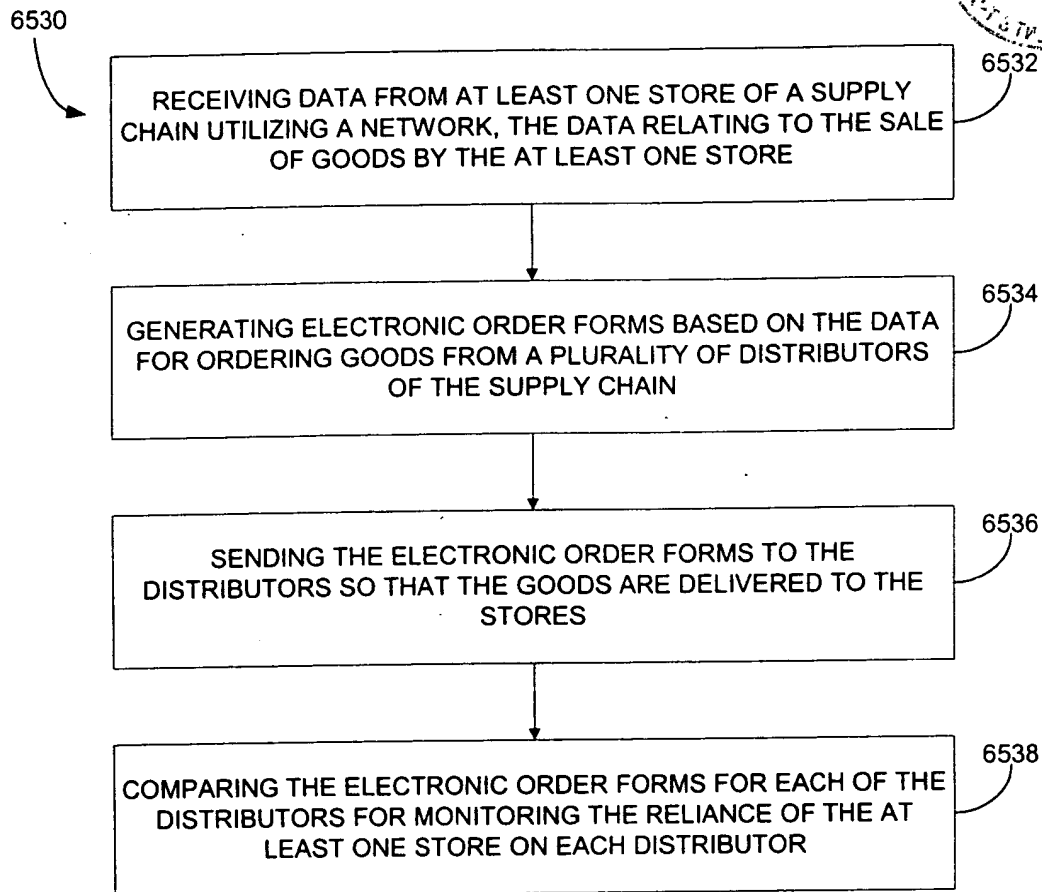 6530
6532
RECEIVING DATA FROM AT LEAST ONE STORE OF A SUPPLY
CHAIN UTILIZING A NETWORK, THE DATA RELATING TO THE SALE
OF GOODS BY THE AT LEAST ONE STORE
6534
GENERATING ELECTRONIC ORDER FORMS BASED ON THE DATA
FOR ORDERING GOODS FROM A PLURALITY OF DISTRIBUTORS
OF THE SUPPLY CHAIN
6536
SENDING THE ELECTRONIC ORDER FORMS TO THE
DISTRIBUTORS SO THAT THE GOODS ARE DELIVERED TO THE
STORES
6538
COMPARING THE ELECTRONIC ORDER FORMS FOR EACH OF THE
DISTRIBUTORS FOR MONITORING THE RELIANCE OF THE AT
LEAST ONE STORE ON EACH DISTRIBUTOR